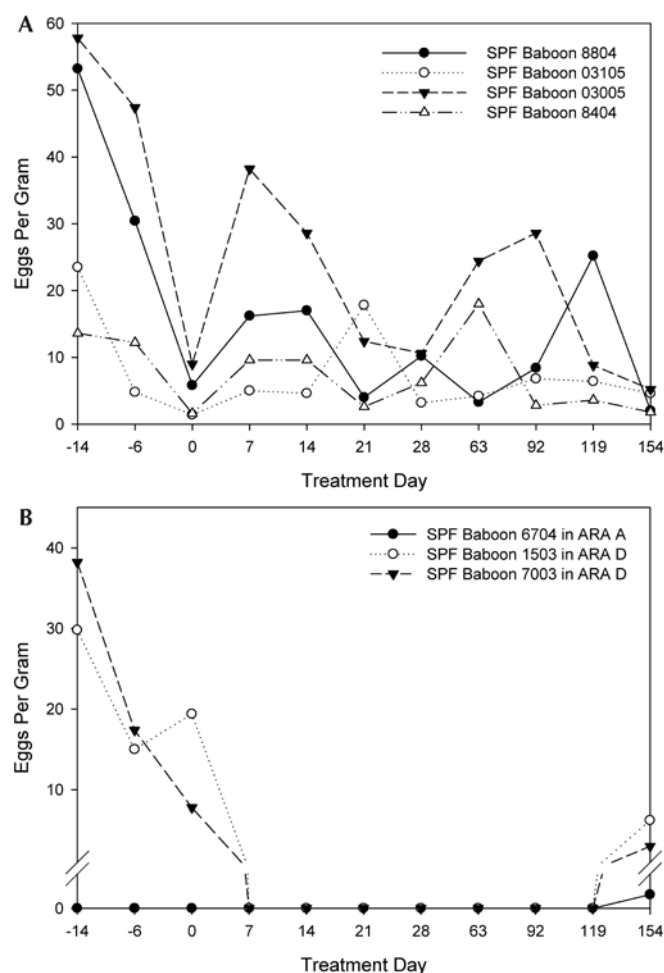 A
60
50
40
30
20
10
0
Eggs Per Gram
SPF Baboon 8804
SPF Baboon 03105
SPF Baboon 03005
SPF Baboon 8404
-14 -6 0 7 14 21 28 63 92 119 154
Treatment Day
B
40
30
20
10
0
Eggs Per Gram
SPF Baboon 6704 in ARA A
SPF Baboon 1503 in ARA D
SPF Baboon 7003 in ARA D
-14 -6 0 7 14 21 28 63 92 119 154
Treatment Day